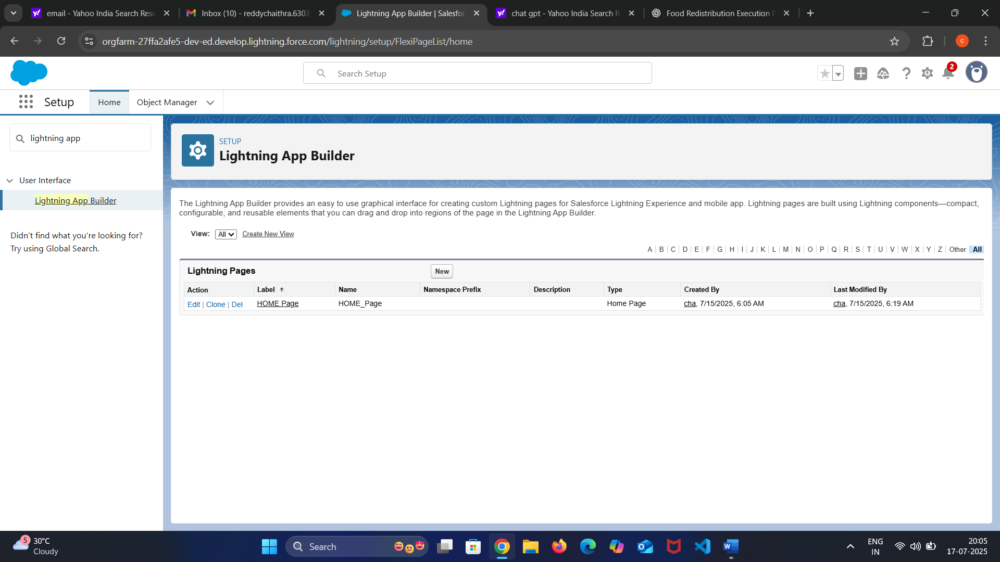 email - Yahoo India Search Resu
Inbox (10) - reddychaithra.6303
Lightning App Builder | Salesfor
chat gpt - Yahoo India Search R
Food Redistribution Execution P
orgfarm-27ffa2afe5-dev-ed.develop.lightning.force.com/lightning/setup/FlexiPageList/home
C
Search Setup
2
Setup
Home
Object Manager
lightning app
User Interface
Lightning App Builder
Didn't find what you're looking for?
Try using Global Search.
SETUP
Lightning App Builder
The Lightning App Builder provides an easy to use graphical interface for creating custom Lightning pages for Salesforce Lightning Experience and mobile app. Lightning pages are built using Lightning components—compact,
configurable, and reusable elements that you can drag and drop into regions of the page in the Lightning App Builder.
View: All Create New View
A | B | C | D | E | F | G | H | I | J | K | L | M | N | O | P | Q | R | S | T | U | V | W | X | Y | Z | Other | All
Lightning Pages New
Action Label Name Namespace Prefix Description Type Created By Last Modified By
Edit | Clone | Del HOME Page HOME_Page Home Page cha, 7/15/2025, 6:05 AM cha, 7/15/2025, 6:19 AM
5
30°C
Cloudy
Search
ENG
IN
20:05
17-07-2025